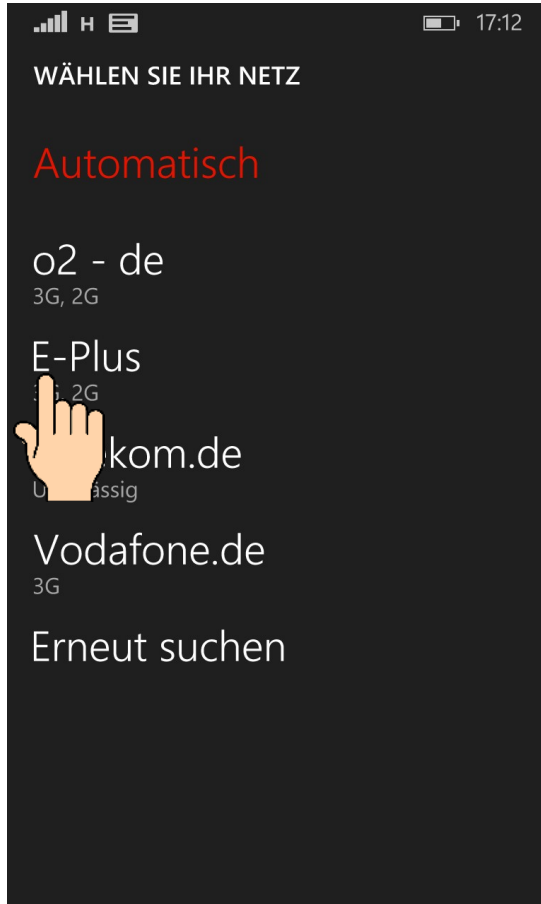 H 17:12
WÄHLEN SIE IHR NETZ
Automatisch
o2 - de
3G, 2G
E-Plus
2G
kom.de
ässig
Vodafone.de
3G
Erneut suchen